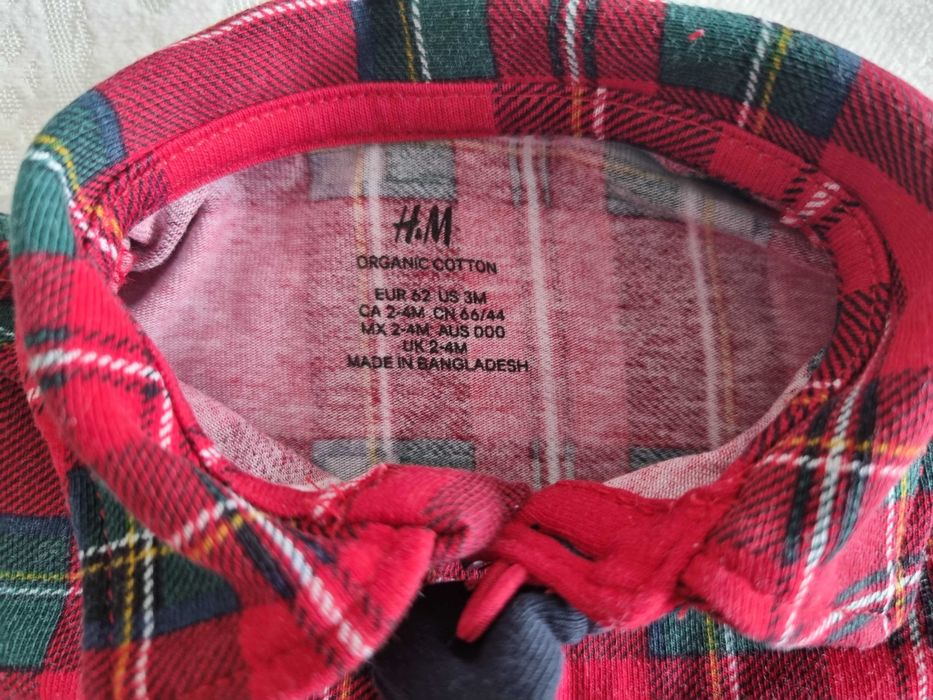 H&M
ORGANIC COTTON
EUR 62 US 3M
CA 2-4M CN 66/44
MX 2-4M AUS 000
UK 2-4M
MADE IN BANGLADESH